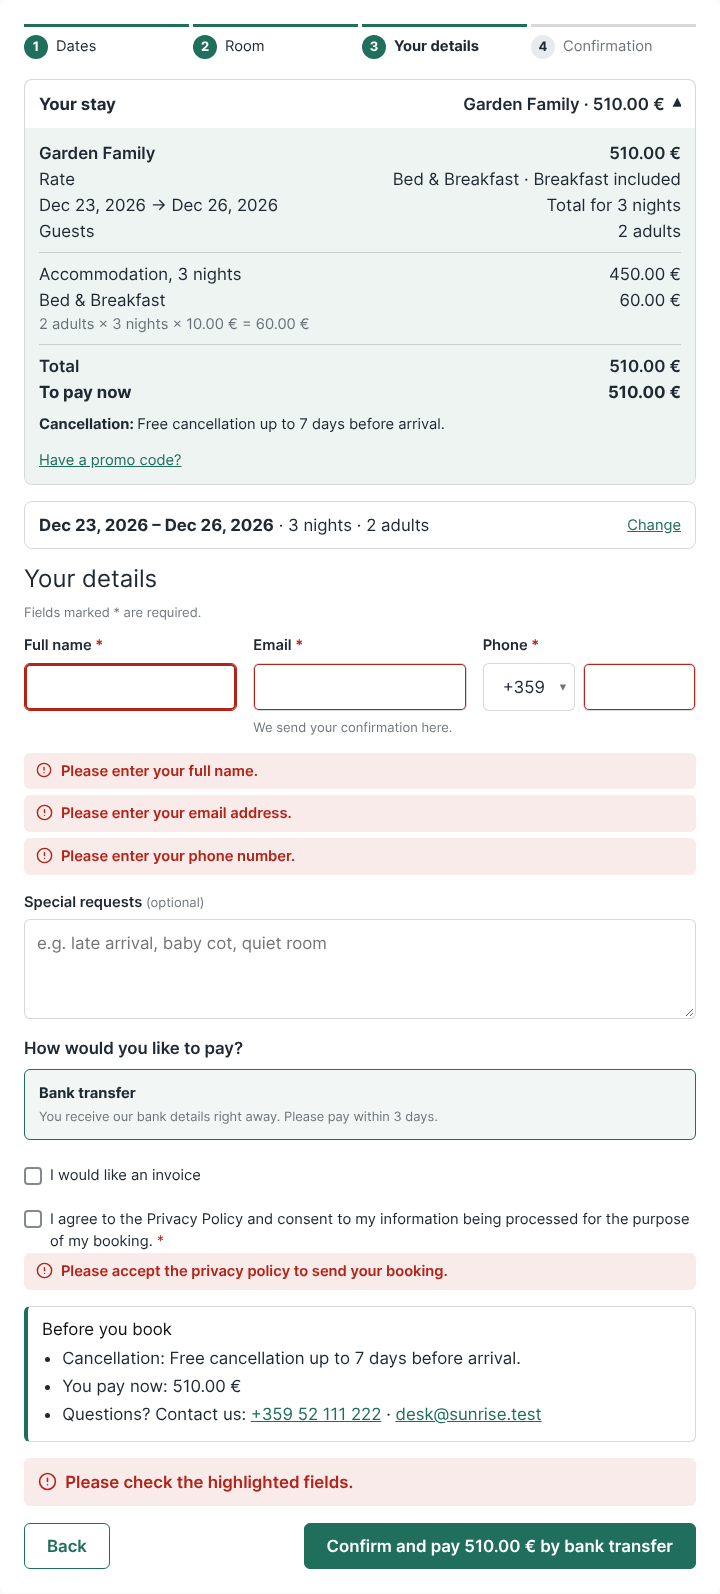 1 Dates
2 Room
3 Your details
4 Confirmation
Your stay
Garden Family · 510.00 € ▲
Garden Family 510.00 €
Rate Bed & Breakfast · Breakfast included
Dec 23, 2026 → Dec 26, 2026 Total for 3 nights
Guests 2 adults
Accommodation, 3 nights 450.00 €
Bed & Breakfast 60.00 €
2 adults × 3 nights × 10.00 € = 60.00 €
Total 510.00 €
To pay now 510.00 €
Cancellation: Free cancellation up to 7 days before arrival.
Have a promo code?
Dec 23, 2026 – Dec 26, 2026 · 3 nights · 2 adults Change
Your details
Fields marked * are required.
Full name * Email * Phone *
+359 ▾
We send your confirmation here.
Please enter your full name.
Please enter your email address.
Please enter your phone number.
Special requests (optional)
e.g. late arrival, baby cot, quiet room
How would you like to pay?
Bank transfer
You receive our bank details right away. Please pay within 3 days.
I would like an invoice
I agree to the Privacy Policy and consent to my information being processed for the purpose
of my booking. *
Please accept the privacy policy to send your booking.
Before you book
• Cancellation: Free cancellation up to 7 days before arrival.
• You pay now: 510.00 €
• Questions? Contact us: +359 52 111 222 · desk@sunrise.test
Please check the highlighted fields.
Back Confirm and pay 510.00 € by bank transfer